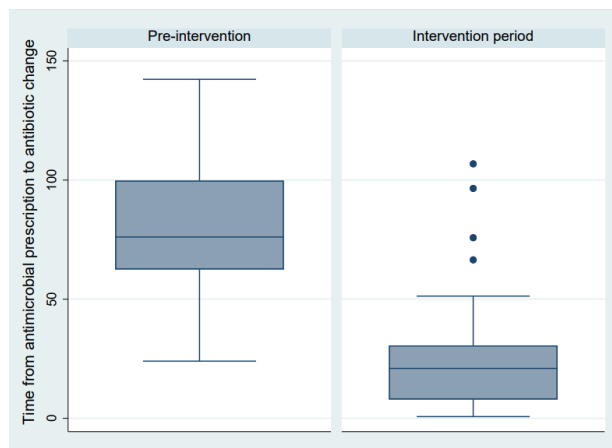 Pre-intervention
Intervention period
Time from antimicrobial prescription to antibiotic change
150
100
50
0